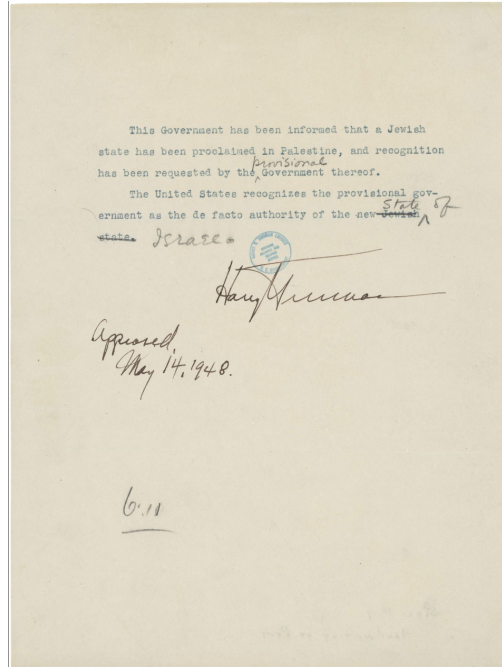 This Government has been informed that a Jewish
state has been proclaimed in Palestine, and recognition
provisional
has been requested by the Government thereof.
The United States recognizes the provisional gov-
State of
ernment as the de facto authority of the new Jewish
state. Israel.
Harry Truman
Approved,
May 14, 1948.
6.11